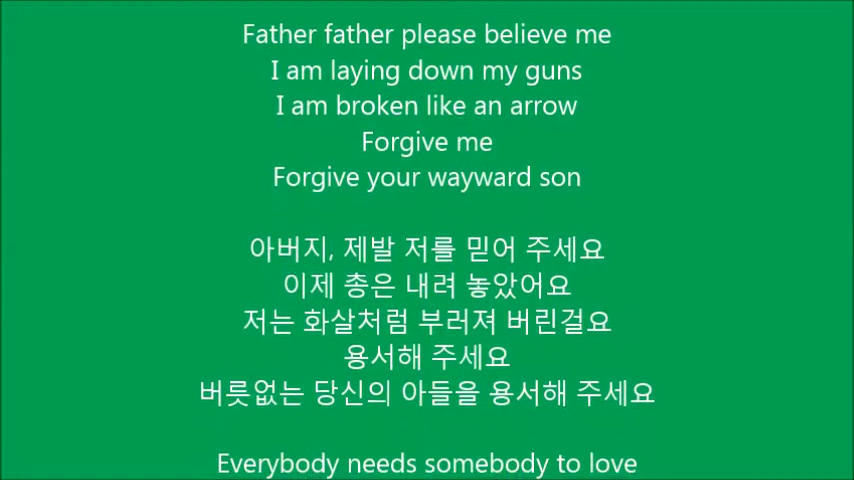 Father father please believe me
I am laying down my guns
I am broken like an arrow
Forgive me
Forgive your wayward son
아버지, 제발 저를 믿어 주세요
이제 총은 내려 놓았어요
저는 화살처럼 부러져 버린걸요
용서해 주세요
버릇없는 당신의 아들을 용서해 주세요
Everybody needs somebody to love